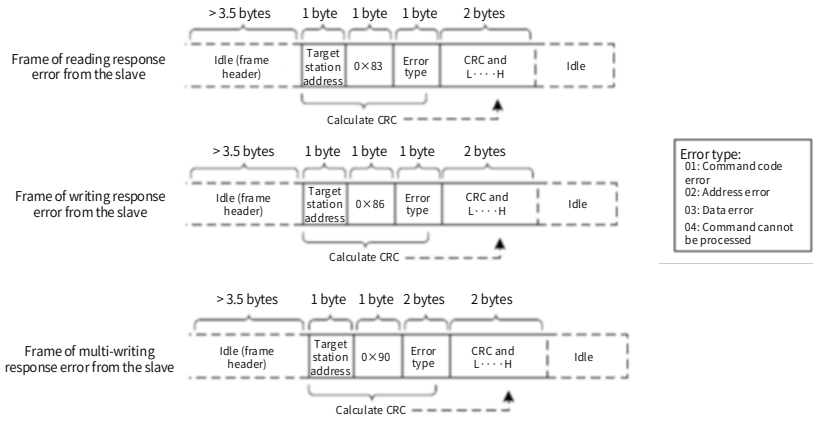 > 3.5 bytes 1 byte 1 byte 1 byte 2 bytes
Frame of reading response
error from the slave
Idle (frame
header)
Target
station
address
0×83
Error
type
CRC and
L····H
Idle
Calculate CRC
> 3.5 bytes 1 byte 1 byte 1 byte 2 bytes
Frame of writing response
error from the slave
Idle (frame
header)
Target
station
address
0×86
Error
type
CRC and
L····H
Idle
Calculate CRC
Error type:
01: Command code
error
02: Address error
03: Data error
04: Command cannot
be processed
> 3.5 bytes 1 byte 1 byte 2 bytes 2 bytes
Frame of multi-writing
response error from the slave
Idle (frame
header)
Target
station
address
0×90
Error
type
CRC and
L····H
Idle
Calculate CRC